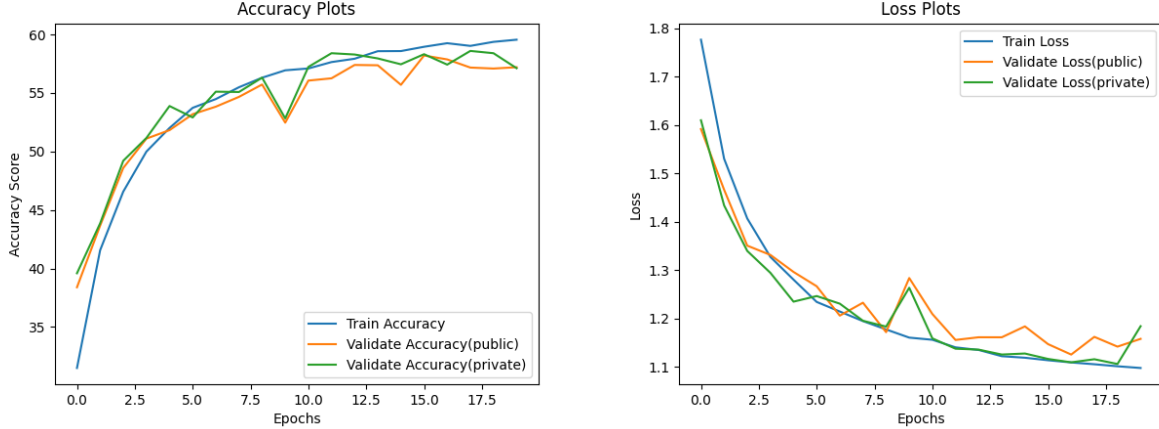 Accuracy Plots
60
55
50
45
40
35
Accuracy Score
Train Accuracy
Validate Accuracy(public)
Validate Accuracy(private)
0.0 2.5 5.0 7.5 10.0 12.5 15.0 17.5
Epochs
Loss Plots
1.8
1.7
1.6
1.5
1.4
1.3
1.2
1.1
Loss
Train Loss
Validate Loss(public)
Validate Loss(private)
0.0 2.5 5.0 7.5 10.0 12.5 15.0 17.5
Epochs